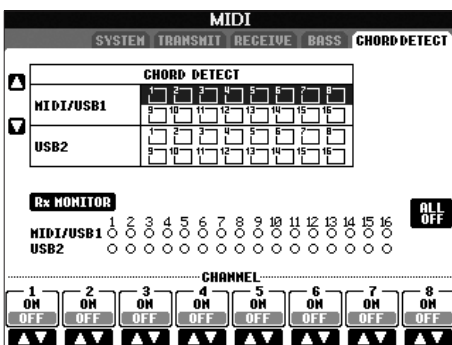 MIDI
SYSTEM TRANSMIT RECEIVE BASS CHORD DETECT
CHORD DETECT
MIDI/USB1
1 2 3 4 5 6 7 8
9 10 11 12 13 14 15 16
USB2
1 2 3 4 5 6 7 8
9 10 11 12 13 14 15 16
Rx MONITOR
ALL OFF
1 2 3 4 5 6 7 8 9 10 11 12 13 14 15 16
MIDI/USB1
USB2
CHANNEL
1 2 3 4 5 6 7 8
ON ON ON ON ON ON ON ON
OFF OFF OFF OFF OFF OFF OFF OFF